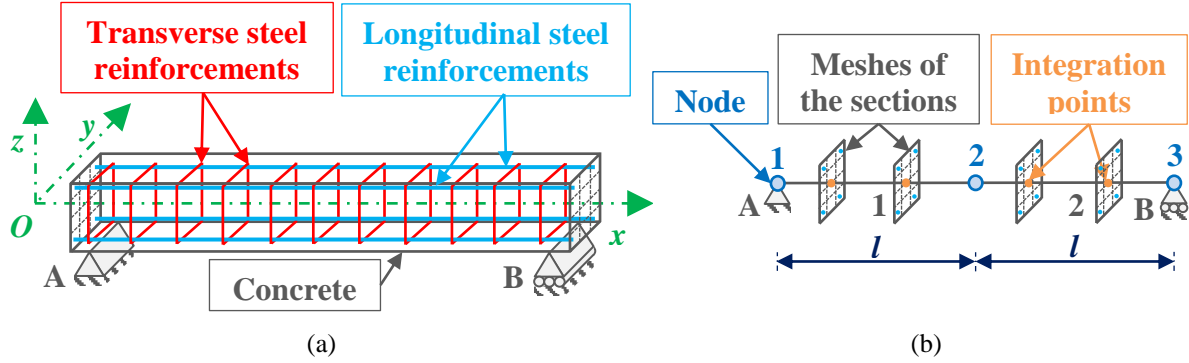 Transverse steel
reinforcements
Longitudinal steel
reinforcements
z
y
O
x
A
B
Concrete
(a)
Node
Meshes of
the sections
Integration
points
1
2
3
A
1
2
B
l
l
(b)